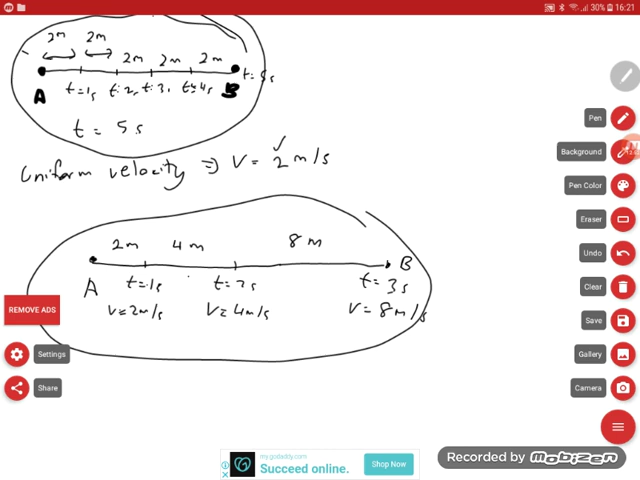 30% 16:21
2m 2m
2m 2m 2m
A t=1s t=2s t=3s t=4s B t=5s
t = 5s
uniform velocity ⇒ v = 2m/s
2m 4m 8m
A t=1s t=2s t=3s B
v=2m/s v=4m/s v=8m/s
Pen
Background
Pen Color
Eraser
Undo
Clear
Save
Gallery
Camera
REMOVE ADS
Settings
Share
my.godaddy.com
Succeed online.
Shop Now
Recorded by Mobizen